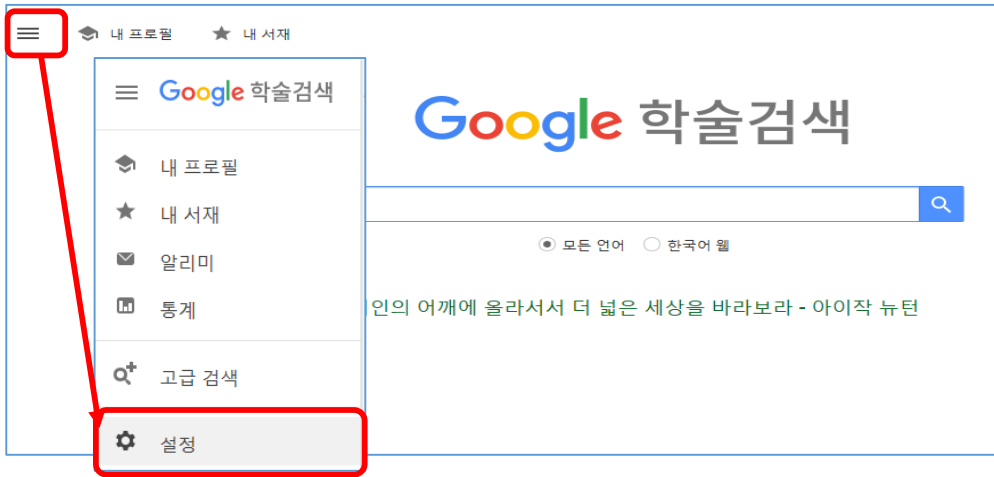 내 프로필 내 서재
Google 학술검색
내 프로필
내 서재
알리미
통계
고급 검색
설정
Google 학술검색
모든 언어 한국어 웹
인의 어깨에 올라서서 더 넓은 세상을 바라보라 - 아이작 뉴턴